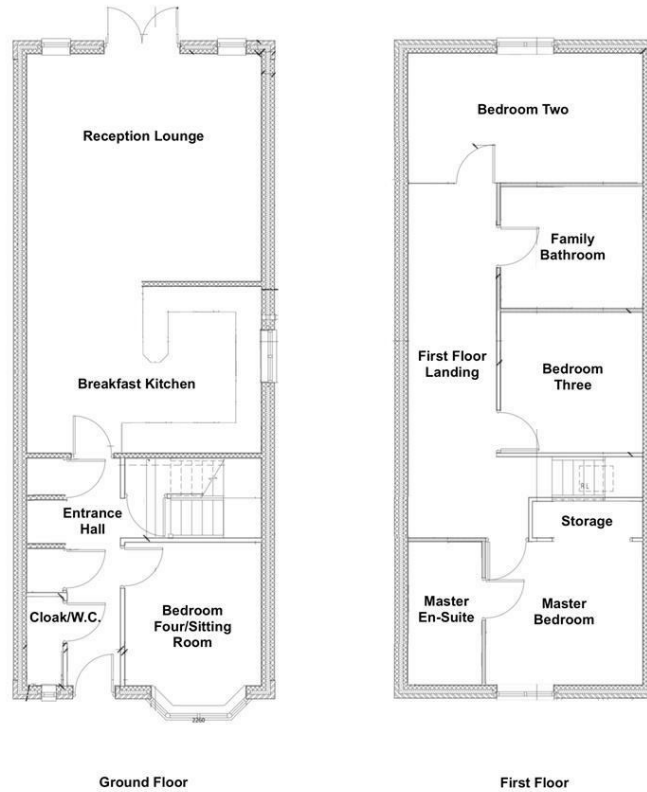 Reception Lounge
Breakfast Kitchen
Entrance
Hall
Cloak/W.C.
Bedroom
Four/Sitting
Room
2260
Ground Floor
Bedroom Two
Family
Bathroom
First Floor
Landing
Bedroom
Three
Storage
Master
En-Suite
Master
Bedroom
First Floor